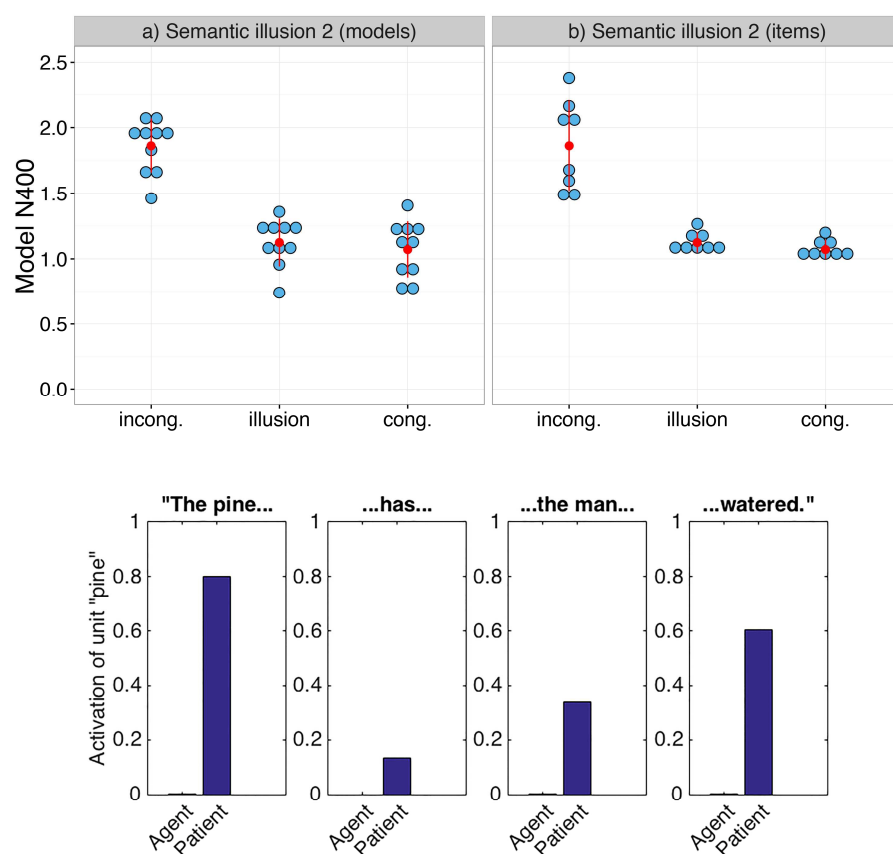 a) Semantic illusion 2 (models)
b) Semantic illusion 2 (items)
Model N400
2.5
2.0
1.5
1.0
0.5
0.0
incong. illusion cong.
incong. illusion cong.
"The pine... ...has... ...the man... ...watered."
Activation of unit "pine"
1 1 1 1
0.8 0.8 0.8 0.8
0.6 0.6 0.6 0.6
0.4 0.4 0.4 0.4
0.2 0.2 0.2 0.2
0 0 0 0
Agent Patient Agent Patient Agent Patient Agent Patient